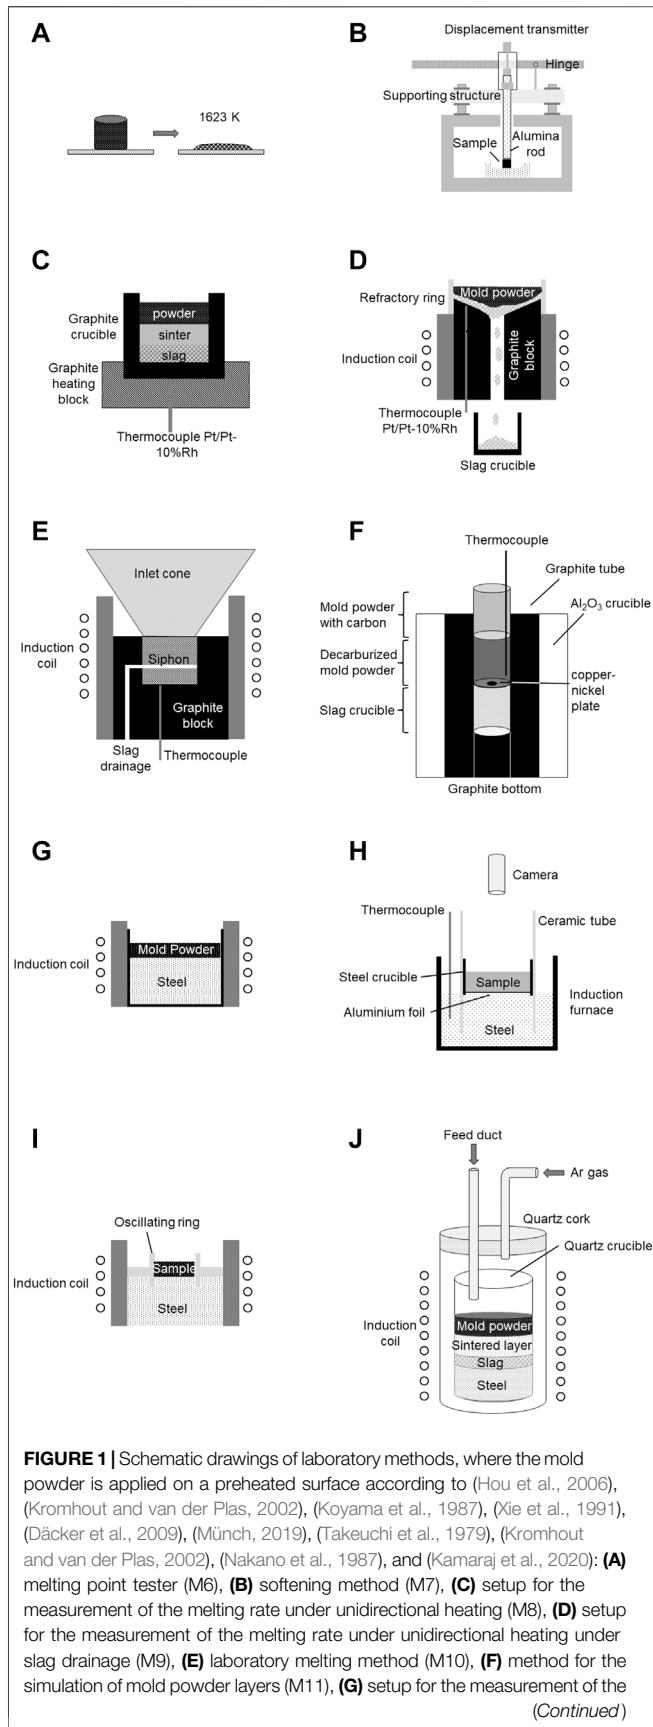 A
1623 K
B
Displacement transmitter
Hinge
Supporting structure
Sample
Alumina
rod
C
Graphite
crucible
powder
sinter
slag
Graphite
heating
block
Thermocouple Pt/Pt-
10%Rh
D
Mold powder
Refractory ring
Induction coil
Graphite
block
Thermocouple
Pt/Pt-10%Rh
Slag crucible
E
Inlet cone
Induction
coil
Siphon
Graphite
block
Slag
drainage
Thermocouple
F
Thermocouple
Graphite tube
Al₂O₃ crucible
Mold powder
with carbon
Decarburized
mold powder
copper-
nickel
plate
Slag crucible
Graphite bottom
G
Mold Powder
Induction coil
Steel
H
Camera
Thermocouple
Ceramic tube
Steel crucible
Sample
Aluminium foil
Induction
furnace
Steel
I
Oscillating ring
Sample
Induction coil
Steel
J
Feed duct
Ar gas
Quartz cork
Quartz crucible
Induction
coil
Mold powder
Sintered layer
Slag
Steel
FIGURE 1 | Schematic drawings of laboratory methods, where the mold
powder is applied on a preheated surface according to (Hou et al., 2006),
(Kromhout and van der Plas, 2002), (Koyama et al., 1987), (Xie et al., 1991),
(Däcker et al., 2009), (Münch, 2019), (Takeuchi et al., 1979), (Kromhout
and van der Plas, 2002), (Nakano et al., 1987), and (Kamaraj et al., 2020): (A)
melting point tester (M6), (B) softening method (M7), (C) setup for the
measurement of the melting rate under unidirectional heating (M8), (D) setup
for the measurement of the melting rate under unidirectional heating under
slag drainage (M9), (E) laboratory melting method (M10), (F) method for the
simulation of mold powder layers (M11), (G) setup for the measurement of the
(Continued)